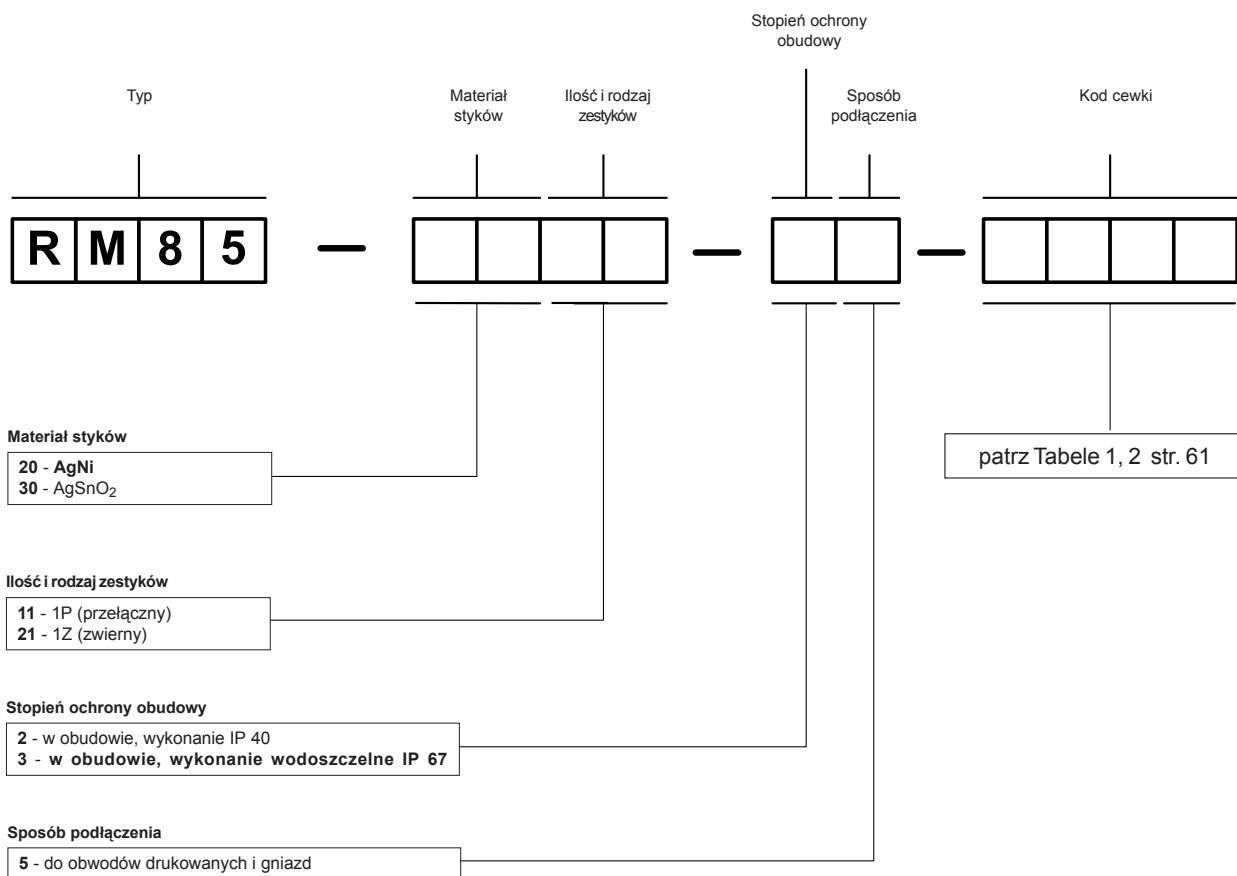 Stopień ochrony
obudowy
Typ
Materiał
styków
Ilość i rodzaj
zestyków
Sposób
podłączenia
Kod cewki
R M 8 5 — — —
Materiał styków
20 - AgNi
30 - AgSnO₂
patrz Tabele 1, 2 str. 61
Ilość i rodzaj zestyków
11 - 1P (przełączny)
21 - 1Z (zwierny)
Stopień ochrony obudowy
2 - w obudowie, wykonanie IP 40
3 - w obudowie, wykonanie wodoszczelne IP 67
Sposób podłączenia
5 - do obwodów drukowanych i gniazd